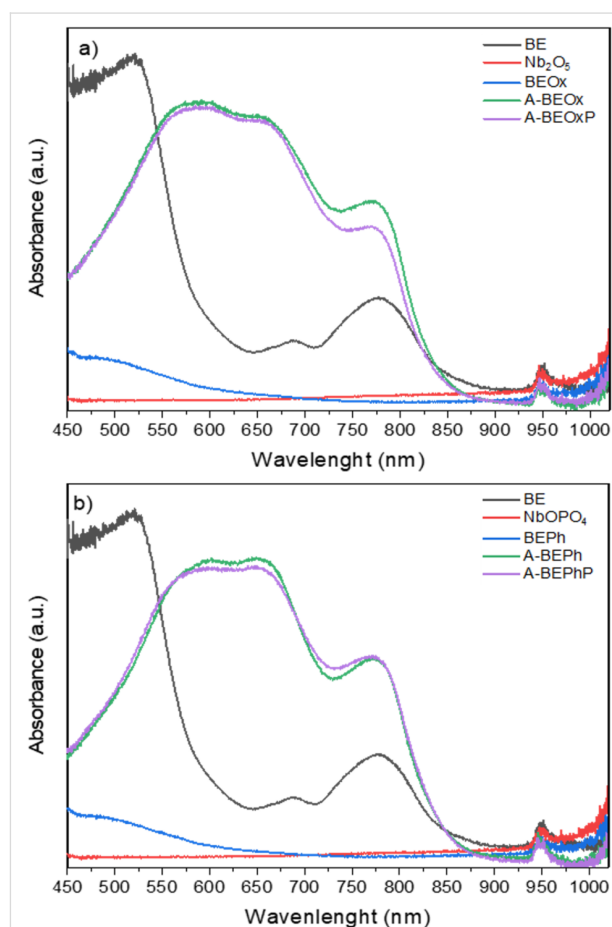 a)
BE
Nb₂O₅
BEOx
A-BEOx
A-BEOxP
Absorbance (a.u.)
450 500 550 600 650 700 750 800 850 900 950 1000
Wavelenght (nm)
b)
BE
NbOPO₄
BEPh
A-BEPh
A-BEPhP
Absorbance (a.u.)
450 500 550 600 650 700 750 800 850 900 950 1000
Wavenlenght (nm)